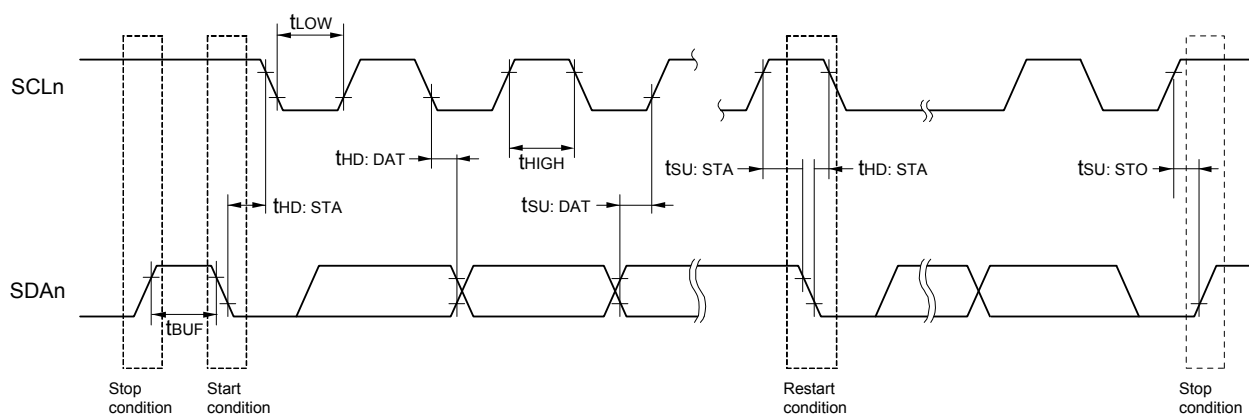 tLOW
SCLn
tHD: DAT
tHIGH
tSU: STA
tHD: STA
tSU: STO
tHD: STA
tSU: DAT
SDAn
tBUF
Stop
condition
Start
condition
Restart
condition
Stop
condition